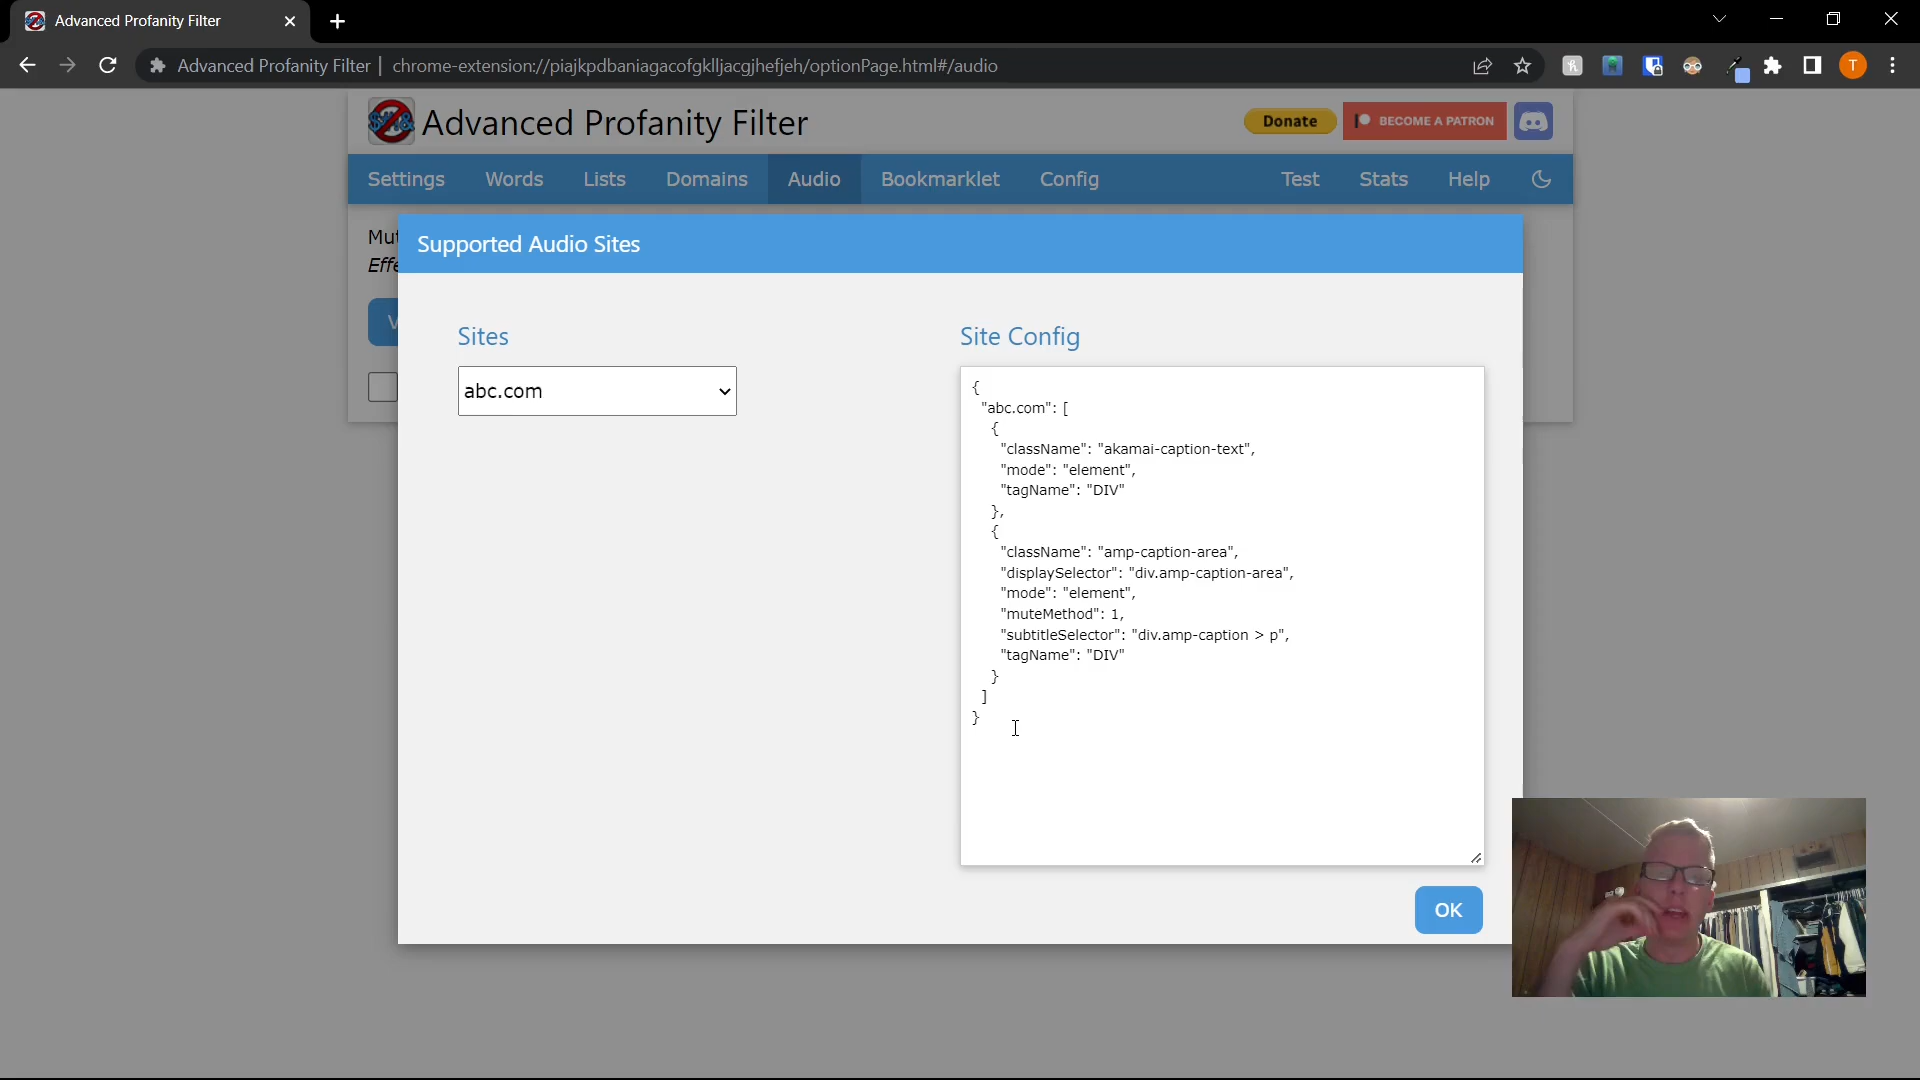 Advanced Profanity Filter
Advanced Profanity Filter | chrome-extension://piajkpdbaniagacofgklljacgjhefjeh/optionPage.html#/audio
T
Advanced Profanity Filter
Donate
BECOME A PATRON
Settings Words Lists Domains Audio Bookmarklet Config Test Stats Help
Mut
Effe
V
Supported Audio Sites
Sites
abc.com
Site Config
{
"abc.com": [
{
"className": "akamai-caption-text",
"mode": "element",
"tagName": "DIV"
},
{
"className": "amp-caption-area",
"displaySelector": "div.amp-caption-area",
"mode": "element",
"muteMethod": 1,
"subtitleSelector": "div.amp-caption > p",
"tagName": "DIV"
}
]
}
OK